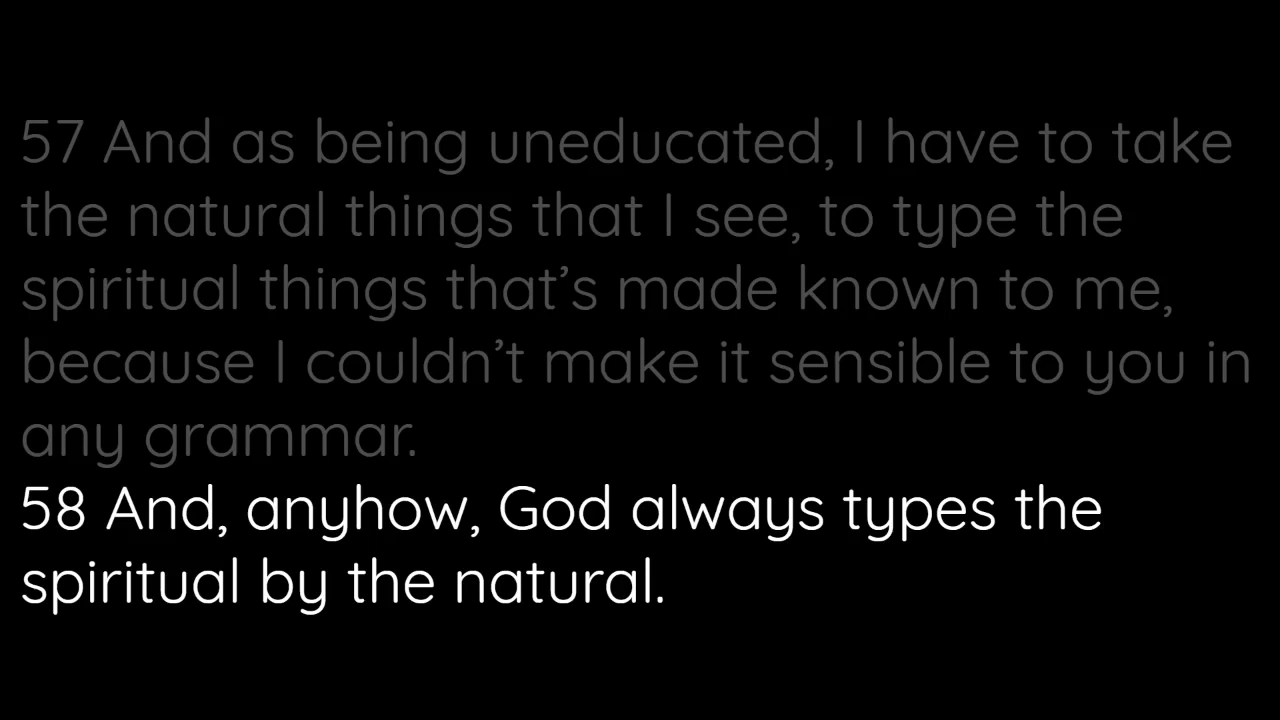 57 And as being uneducated, I have to take
the natural things that I see, to type the
spiritual things that’s made known to me,
because I couldn’t make it sensible to you in
any grammar.
58 And, anyhow, God always types the
spiritual by the natural.